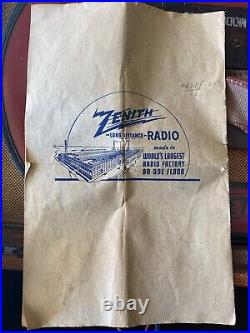 ZENITH
LONG DISTANCE RADIO
made in
WORLD'S LARGEST
RADIO FACTORY
ON ONE FLOOR